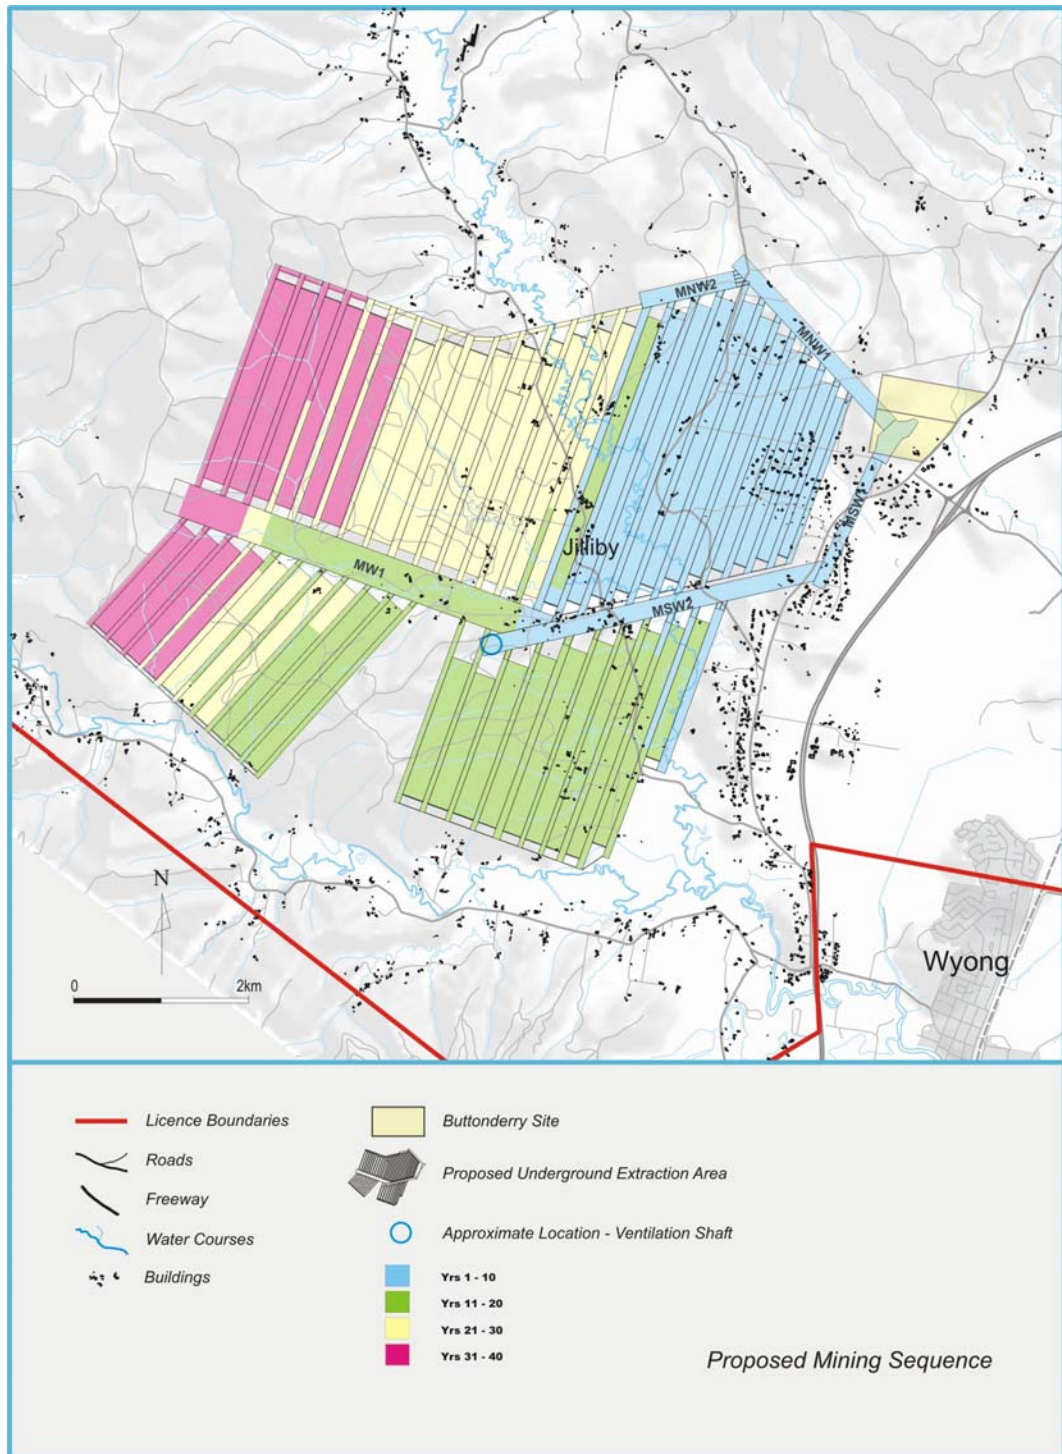 MNW2
MNW1
MSW1
Jilliby
MW1
MSW2
N
0
2km
Wyong
Licence Boundaries
Roads
Freeway
Water Courses
Buildings
Buttonderry Site
Proposed Underground Extraction Area
Approximate Location - Ventilation Shaft
Yrs 1 - 10
Yrs 11 - 20
Yrs 21 - 30
Yrs 31 - 40
Proposed Mining Sequence